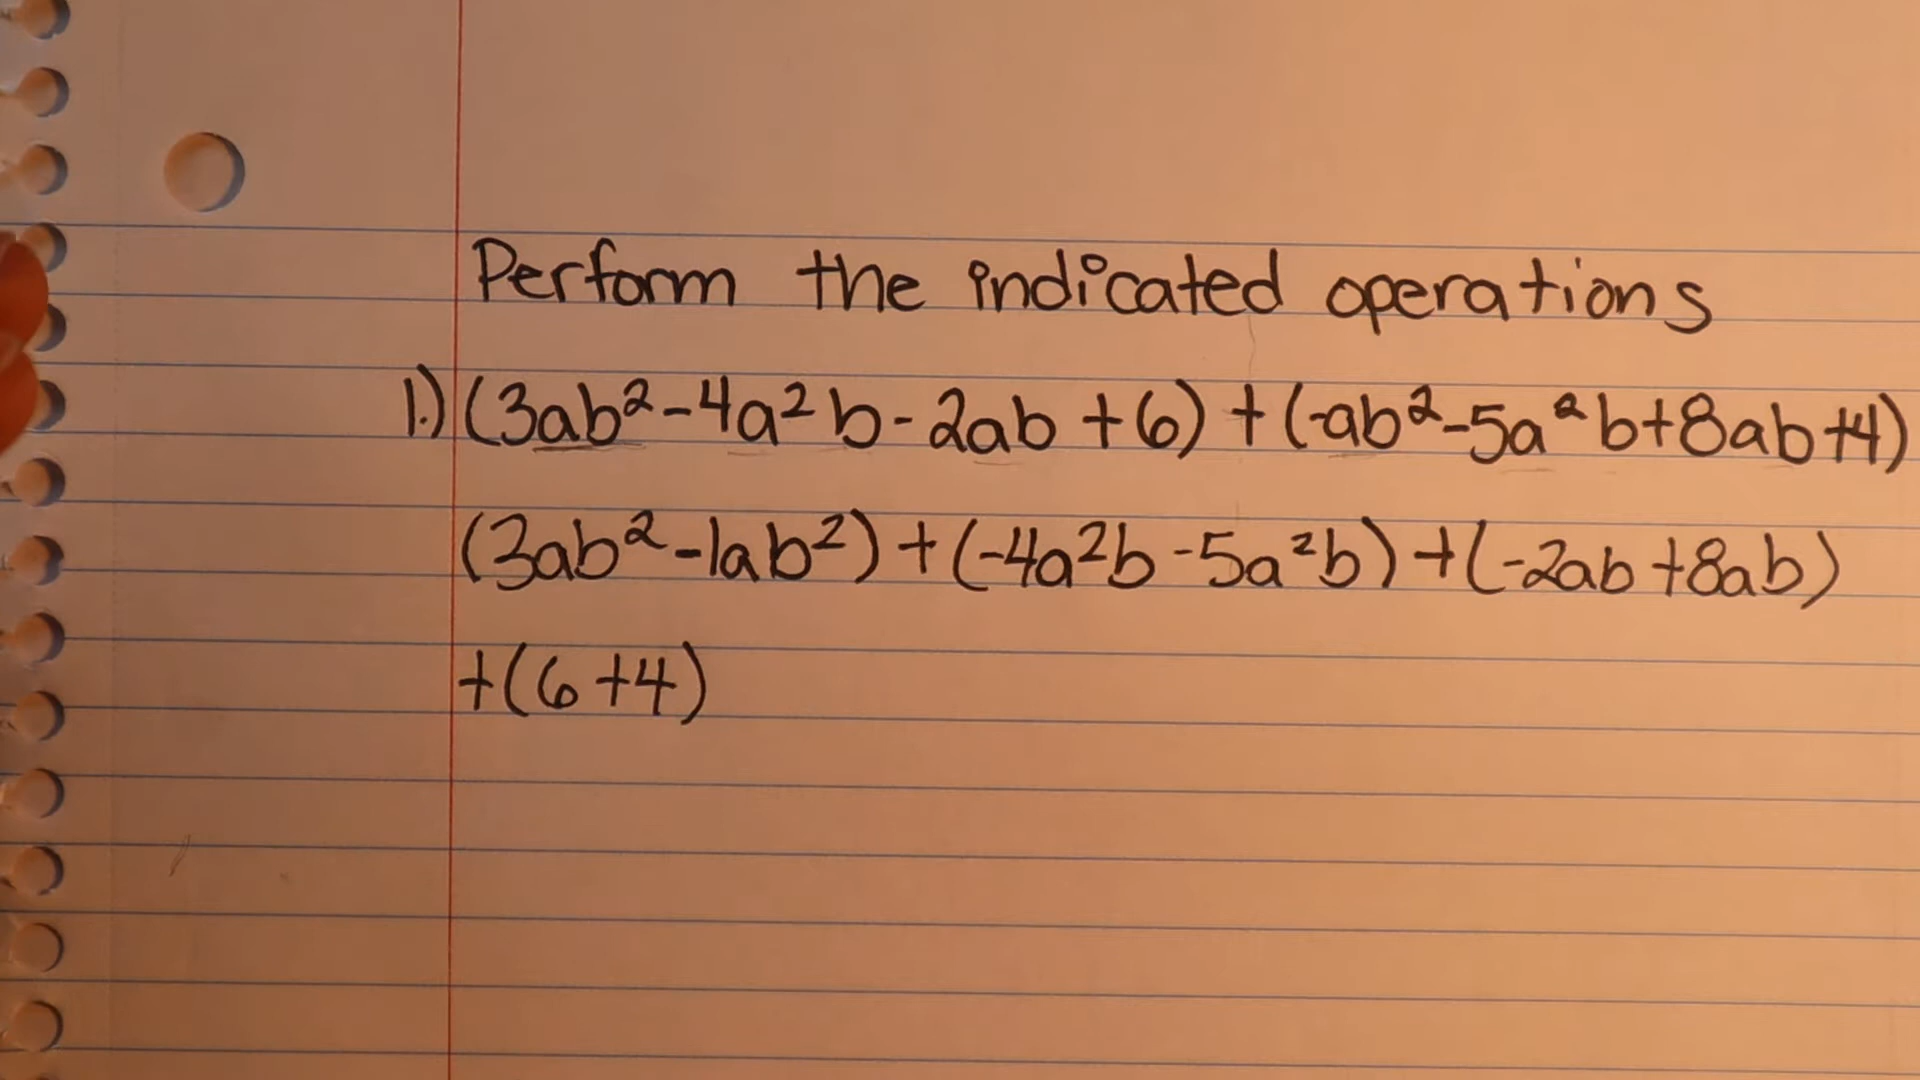 Perform the indicated operations
1.) (3ab²-4a²b-2ab+6)+(-ab²-5a²b+8ab+4)
(3ab²-1ab²)+(-4a²b-5a²b)+(-2ab+8ab)
+(6+4)